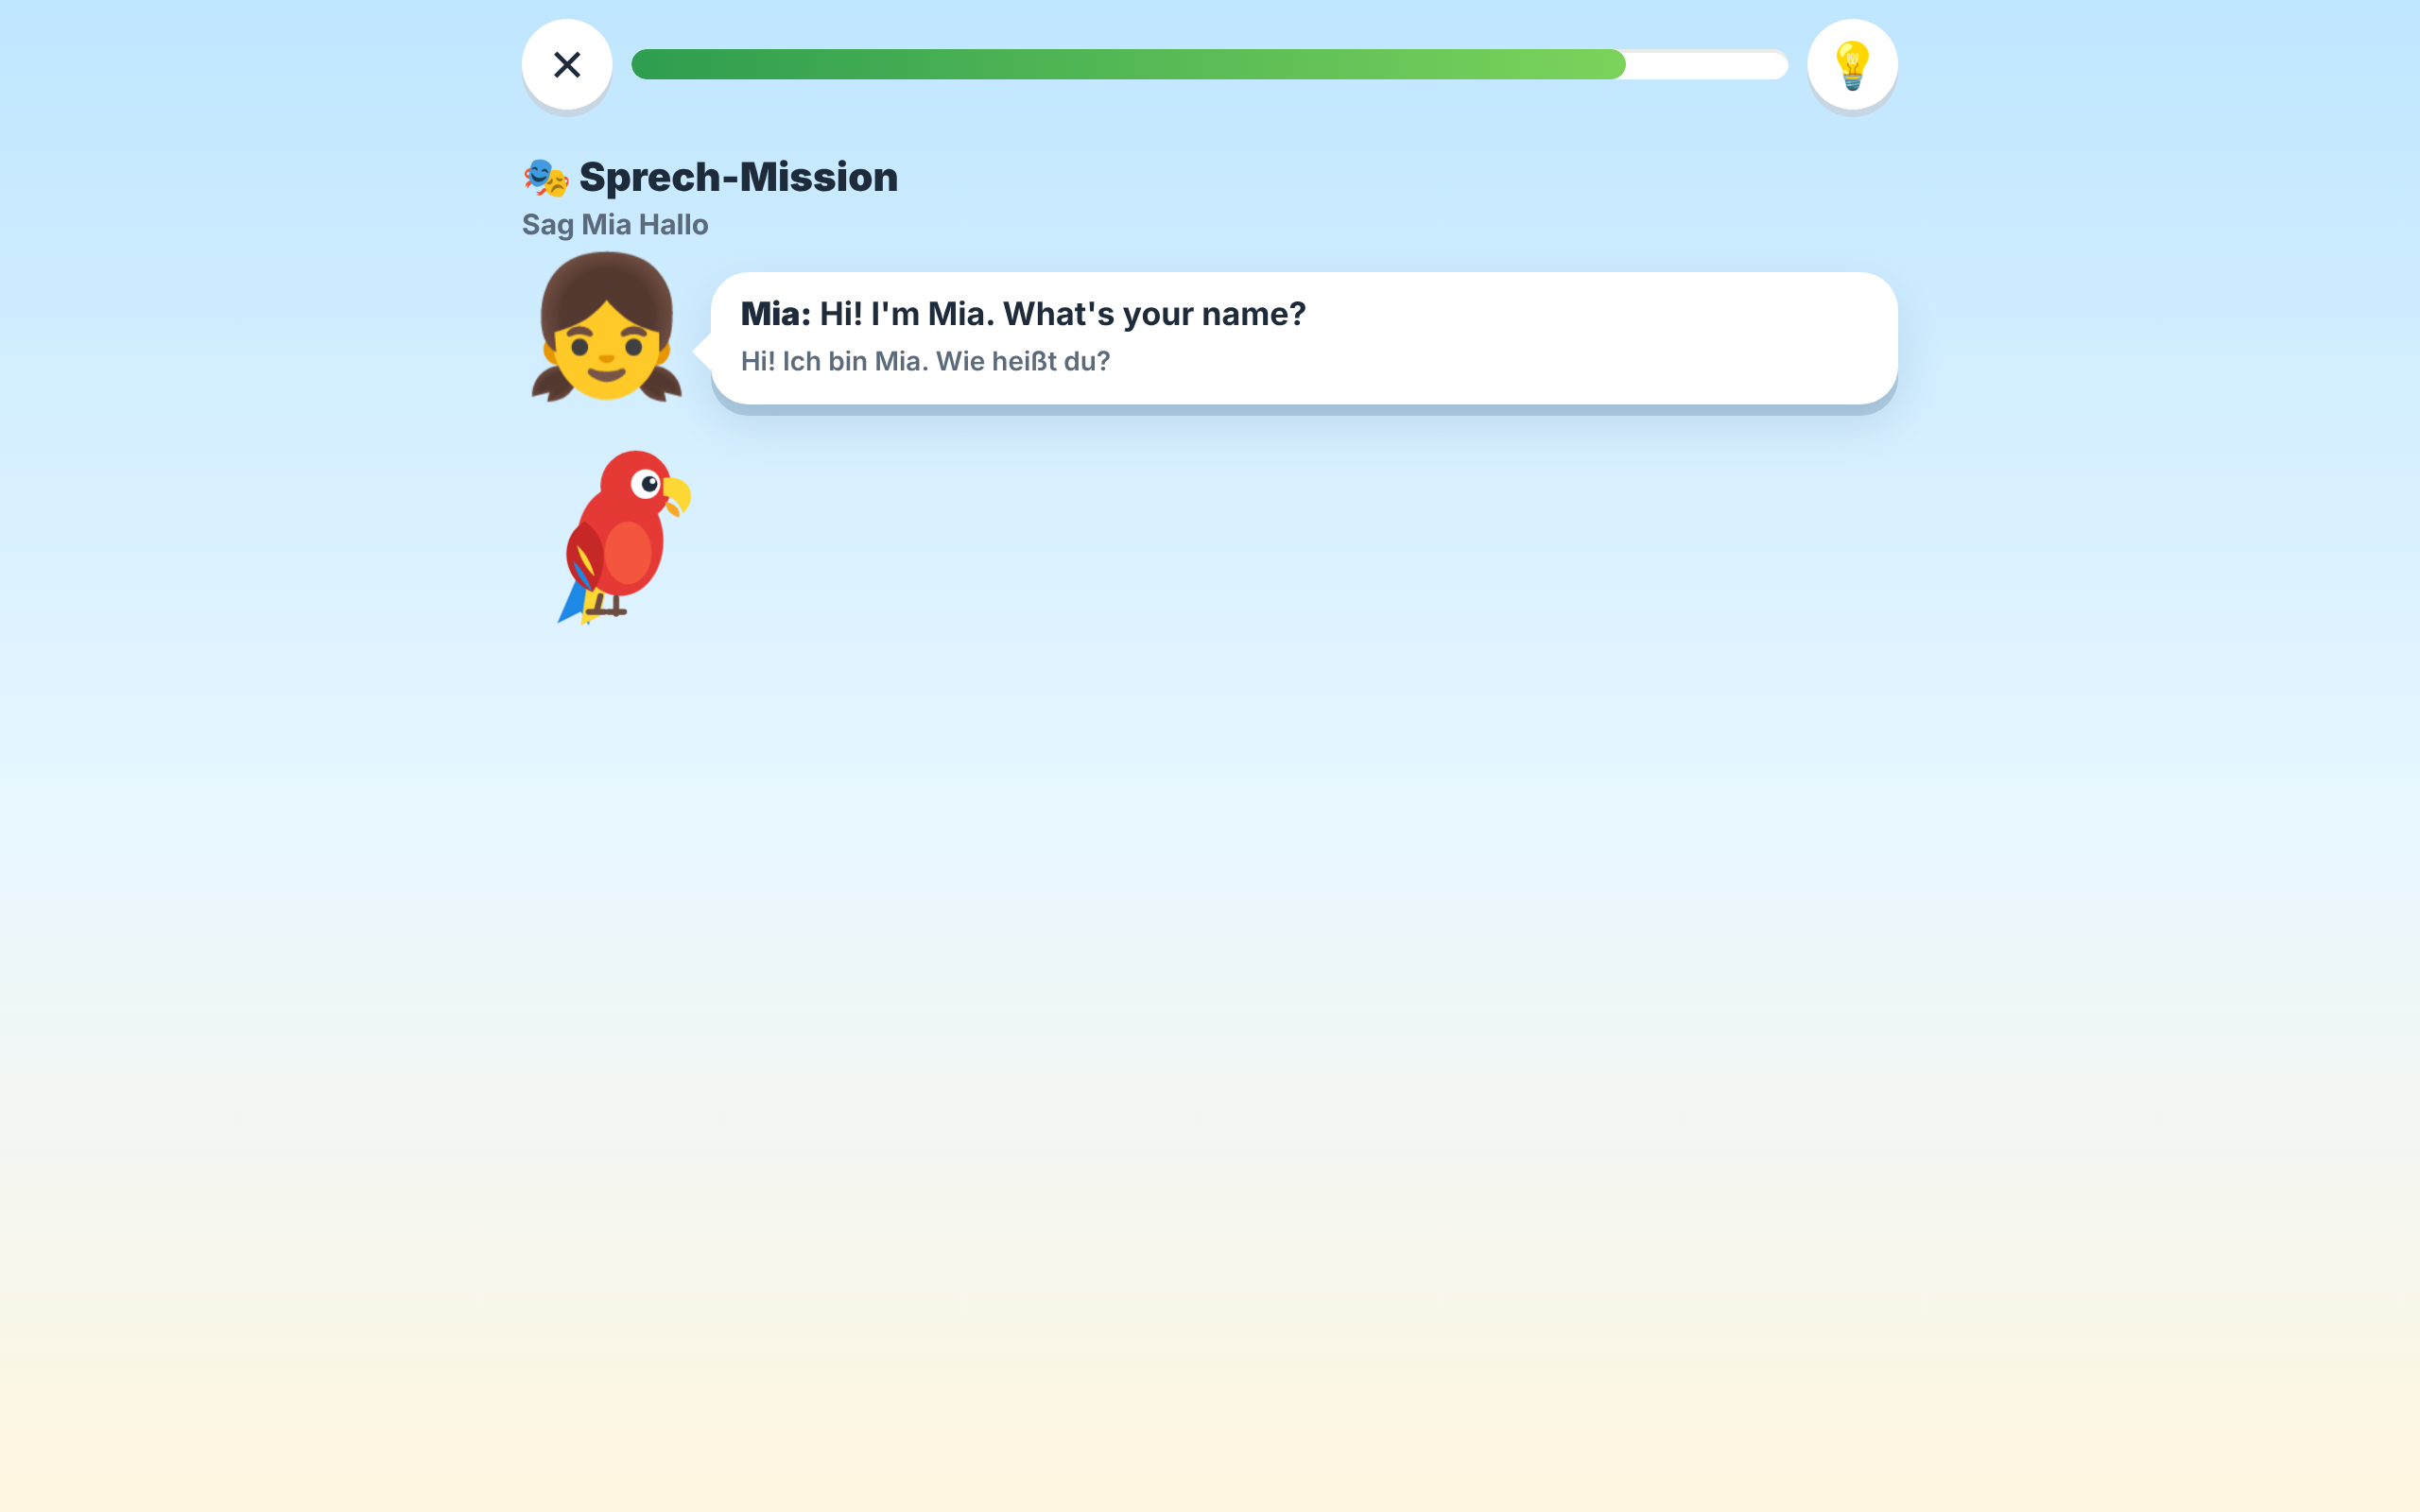 Sprech-Mission
Sag Mia Hallo
Mia: Hi! I'm Mia. What's your name?
Hi! Ich bin Mia. Wie heißt du?